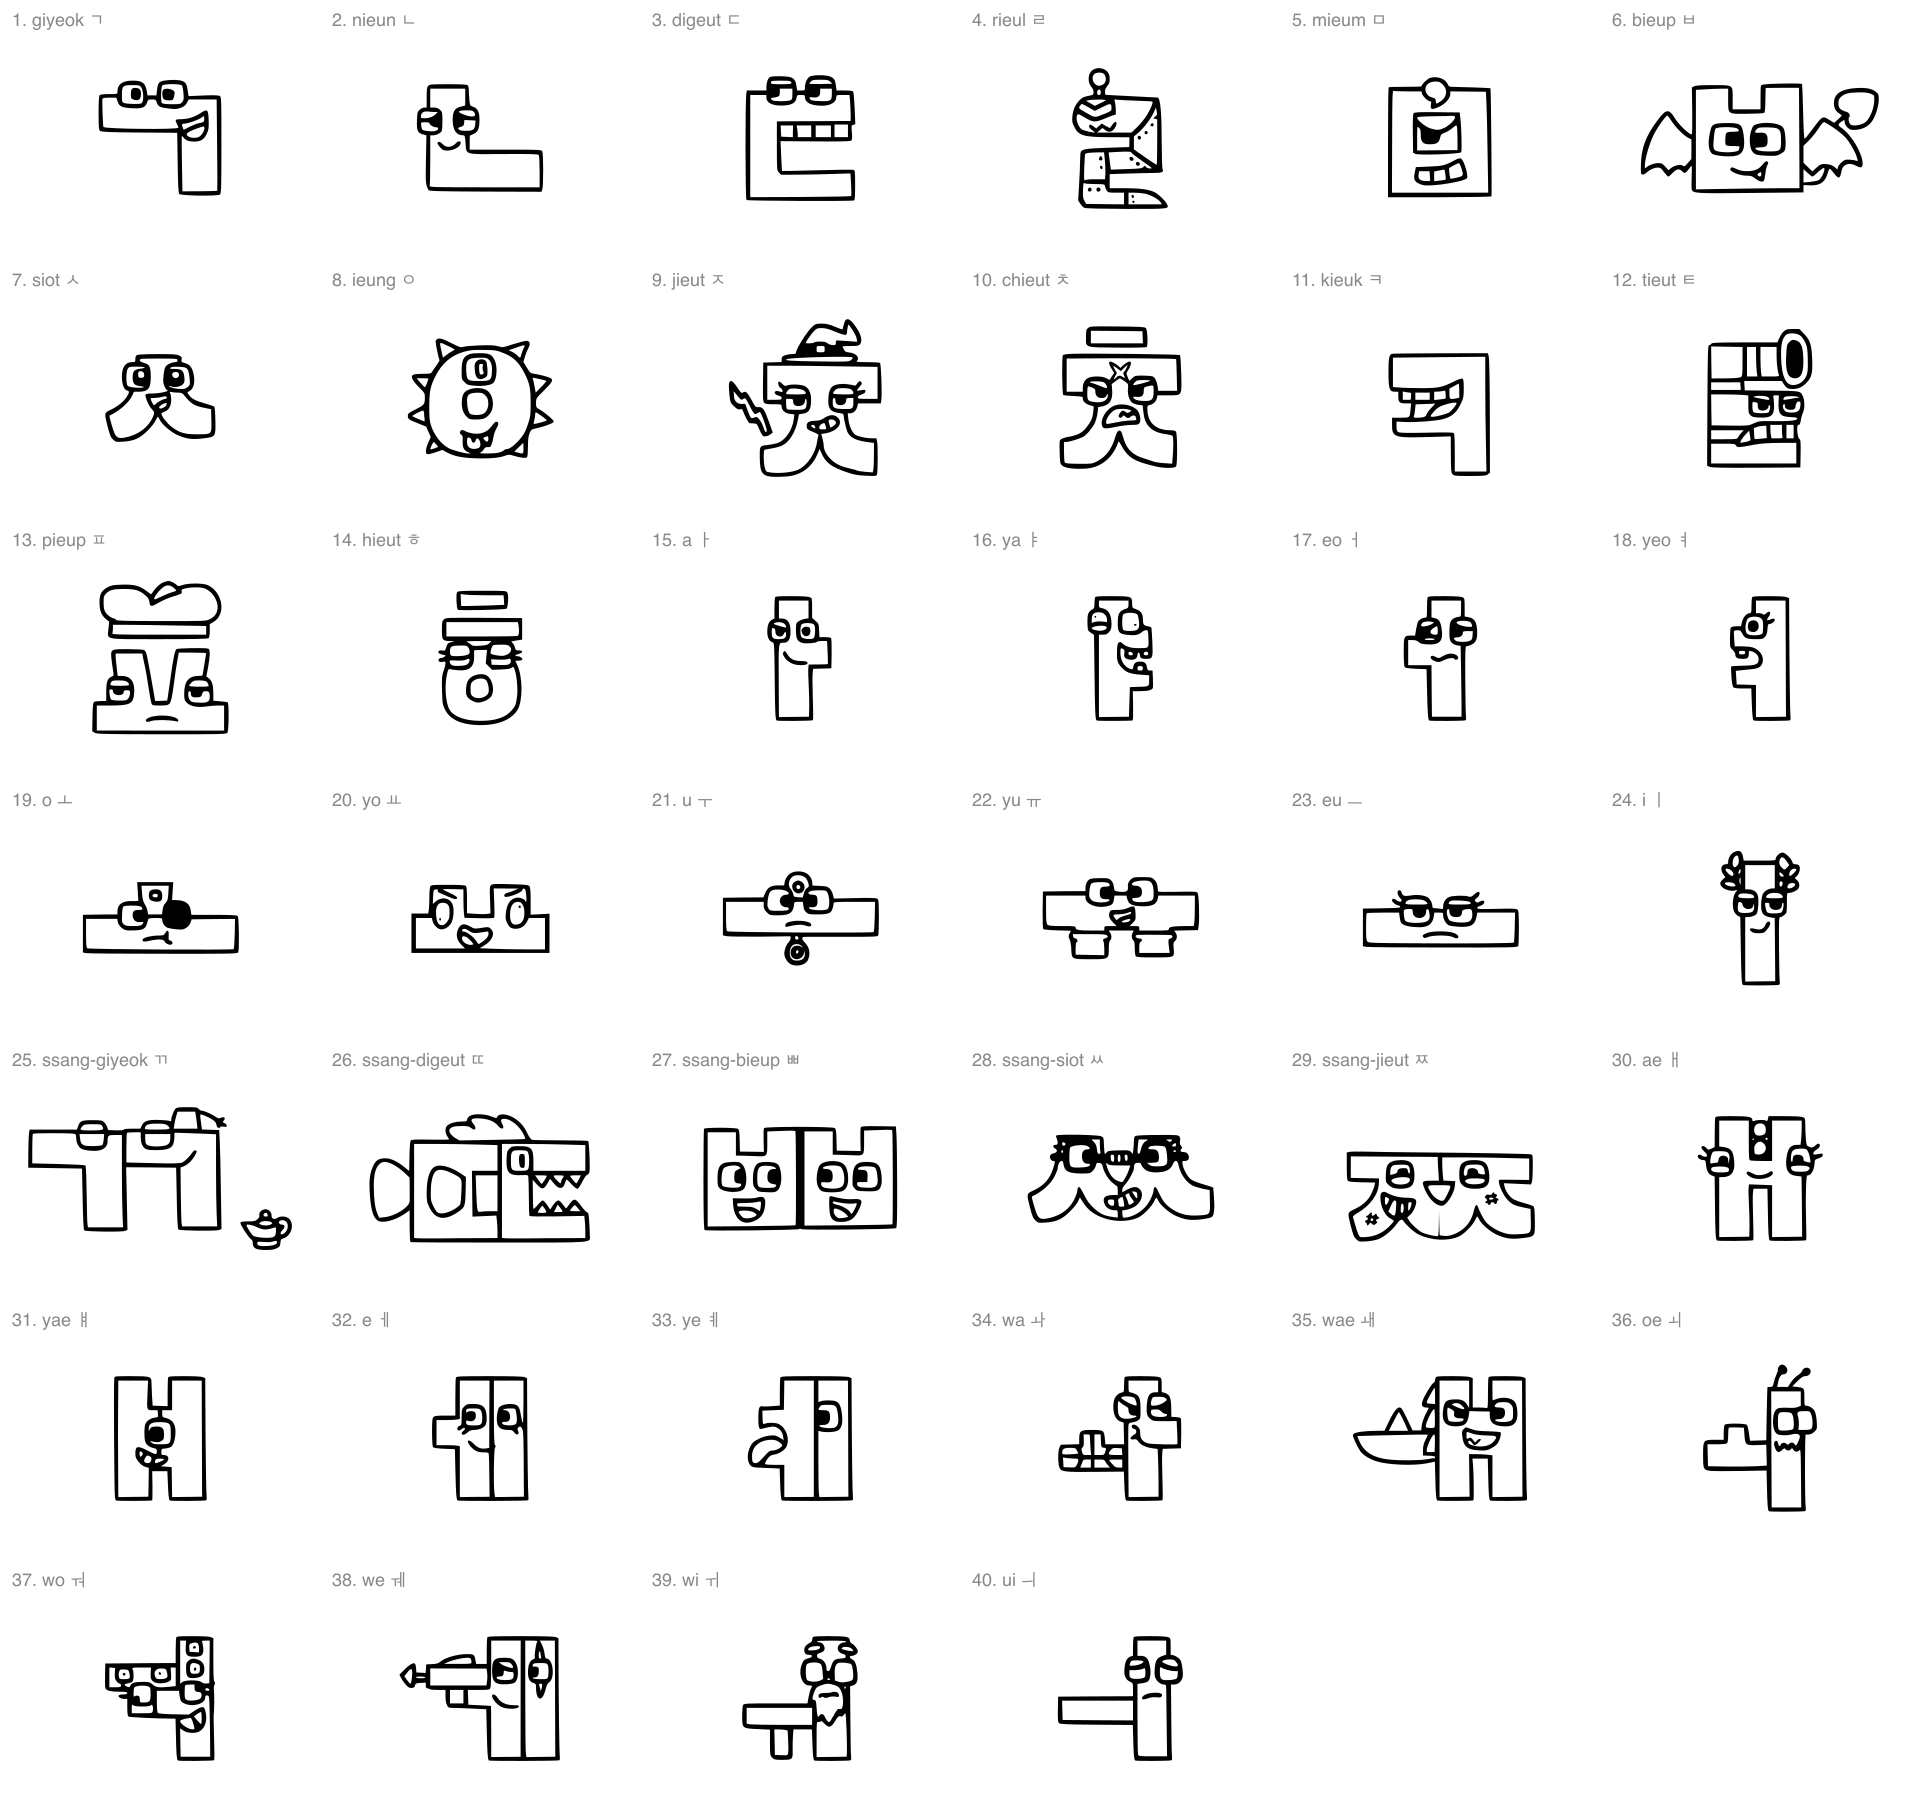 1. giyeok ㄱ
2. nieun ㄴ
3. digeut ㄷ
4. rieul ㄹ
5. mieum ㅁ
6. bieup ㅂ
7. siot ㅅ
8. ieung ㅇ
9. jieut ㅈ
10. chieut ㅊ
11. kieuk ㅋ
12. tieut ㅌ
13. pieup ㅍ
14. hieut ㅎ
15. a ㅏ
16. ya ㅑ
17. eo ㅓ
18. yeo ㅕ
19. o ㅗ
20. yo ㅛ
21. u ㅜ
22. yu ㅠ
23. eu ㅡ
24. i ㅣ
25. ssang-giyeok ㄲ
26. ssang-digeut ㄸ
27. ssang-bieup ㅃ
28. ssang-siot ㅆ
29. ssang-jieut ㅉ
30. ae ㅐ
31. yae ㅒ
32. e ㅔ
33. ye ㅖ
34. wa ㅘ
35. wae ㅙ
36. oe ㅚ
37. wo ㅝ
38. we ㅞ
39. wi ㅟ
40. ui ㅢ